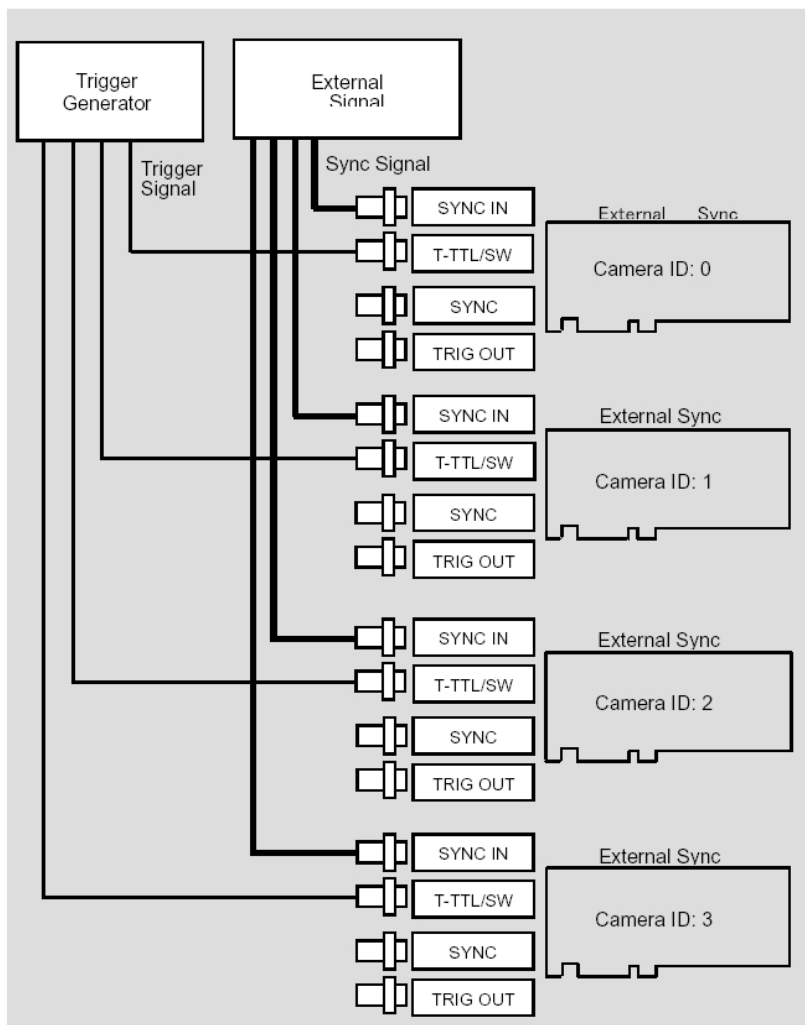 Trigger
Generator
External
Signal
Trigger
Signal
Sync Signal
SYNC IN
T-TTL/SW
SYNC
TRIG OUT
External Sync
Camera ID: 0
SYNC IN
T-TTL/SW
SYNC
TRIG OUT
External Sync
Camera ID: 1
SYNC IN
T-TTL/SW
SYNC
TRIG OUT
External Sync
Camera ID: 2
SYNC IN
T-TTL/SW
SYNC
TRIG OUT
External Sync
Camera ID: 3